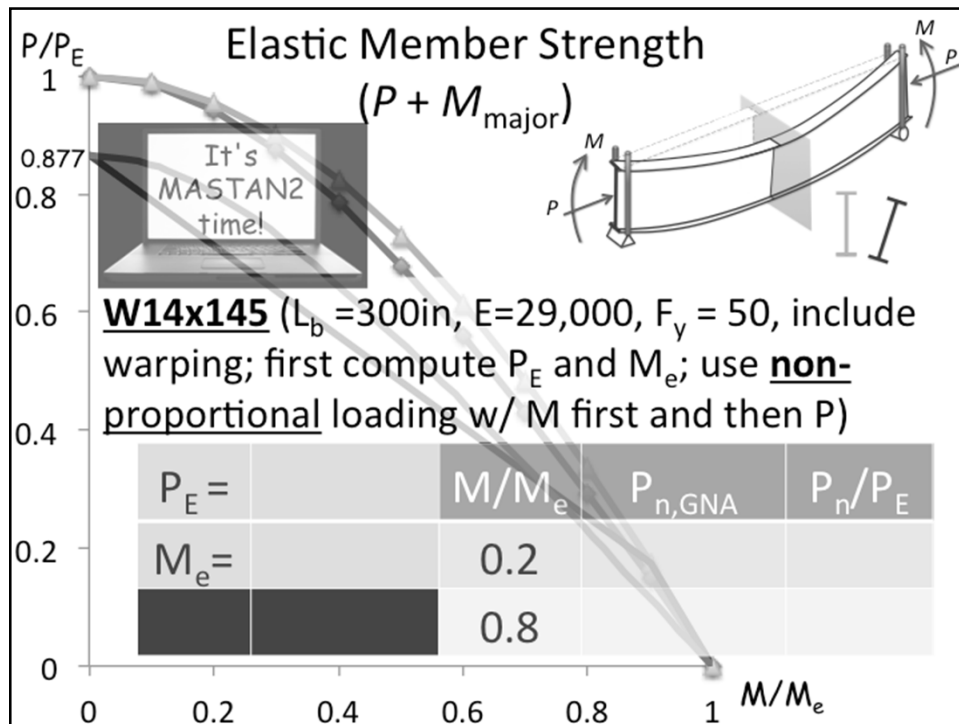 P/P_E
Elastic Member Strength
(P + M_major)
M
P
M
P
1
0.877
0.8
0.6
0.4
0.2
0
It's
MASTAN2
time!
W14x145 (L_b =300in, E=29,000, F_y = 50, include
warping; first compute P_E and M_e; use non-
proportional loading w/ M first and then P)
P_E = M/M_e P_n,GNA P_n/P_E
M_e= 0.2
0.8
0 0.2 0.4 0.6 0.8 1 M/M_e